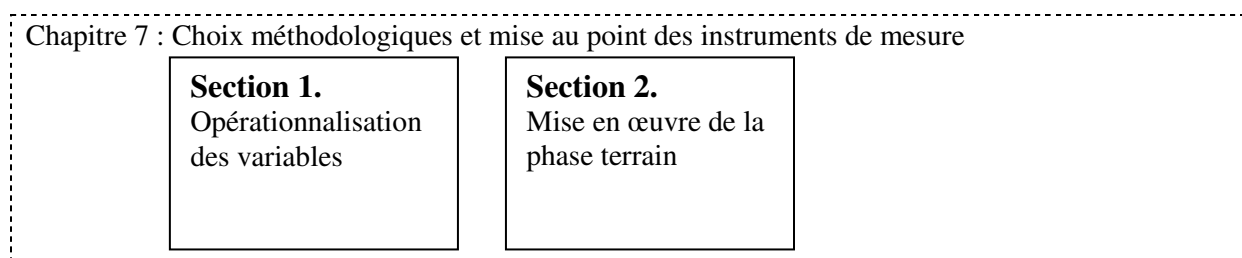 Chapitre 7 : Choix méthodologiques et mise au point des instruments de mesure
Section 1.
Opérationnalisation
des variables
Section 2.
Mise en œuvre de la
phase terrain